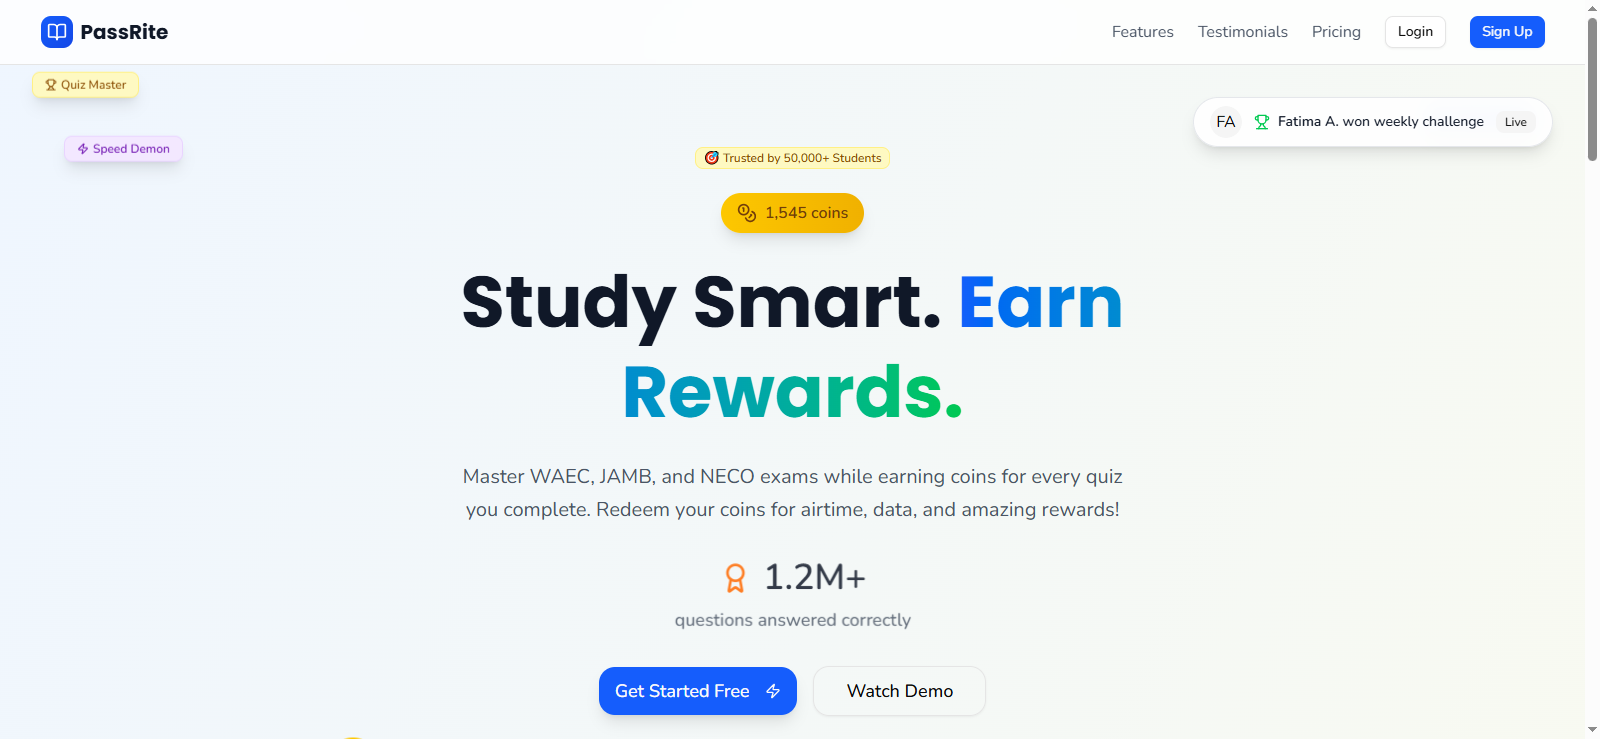 PassRite
Features
Testimonials
Pricing
Login
Sign Up
Quiz Master
Speed Demon
FA
Fatima A. won weekly challenge
Live
Trusted by 50,000+ Students
1,545 coins
Study Smart. Earn
Rewards.
Master WAEC, JAMB, and NECO exams while earning coins for every quiz
you complete. Redeem your coins for airtime, data, and amazing rewards!
1.2M+
questions answered correctly
Get Started Free
Watch Demo